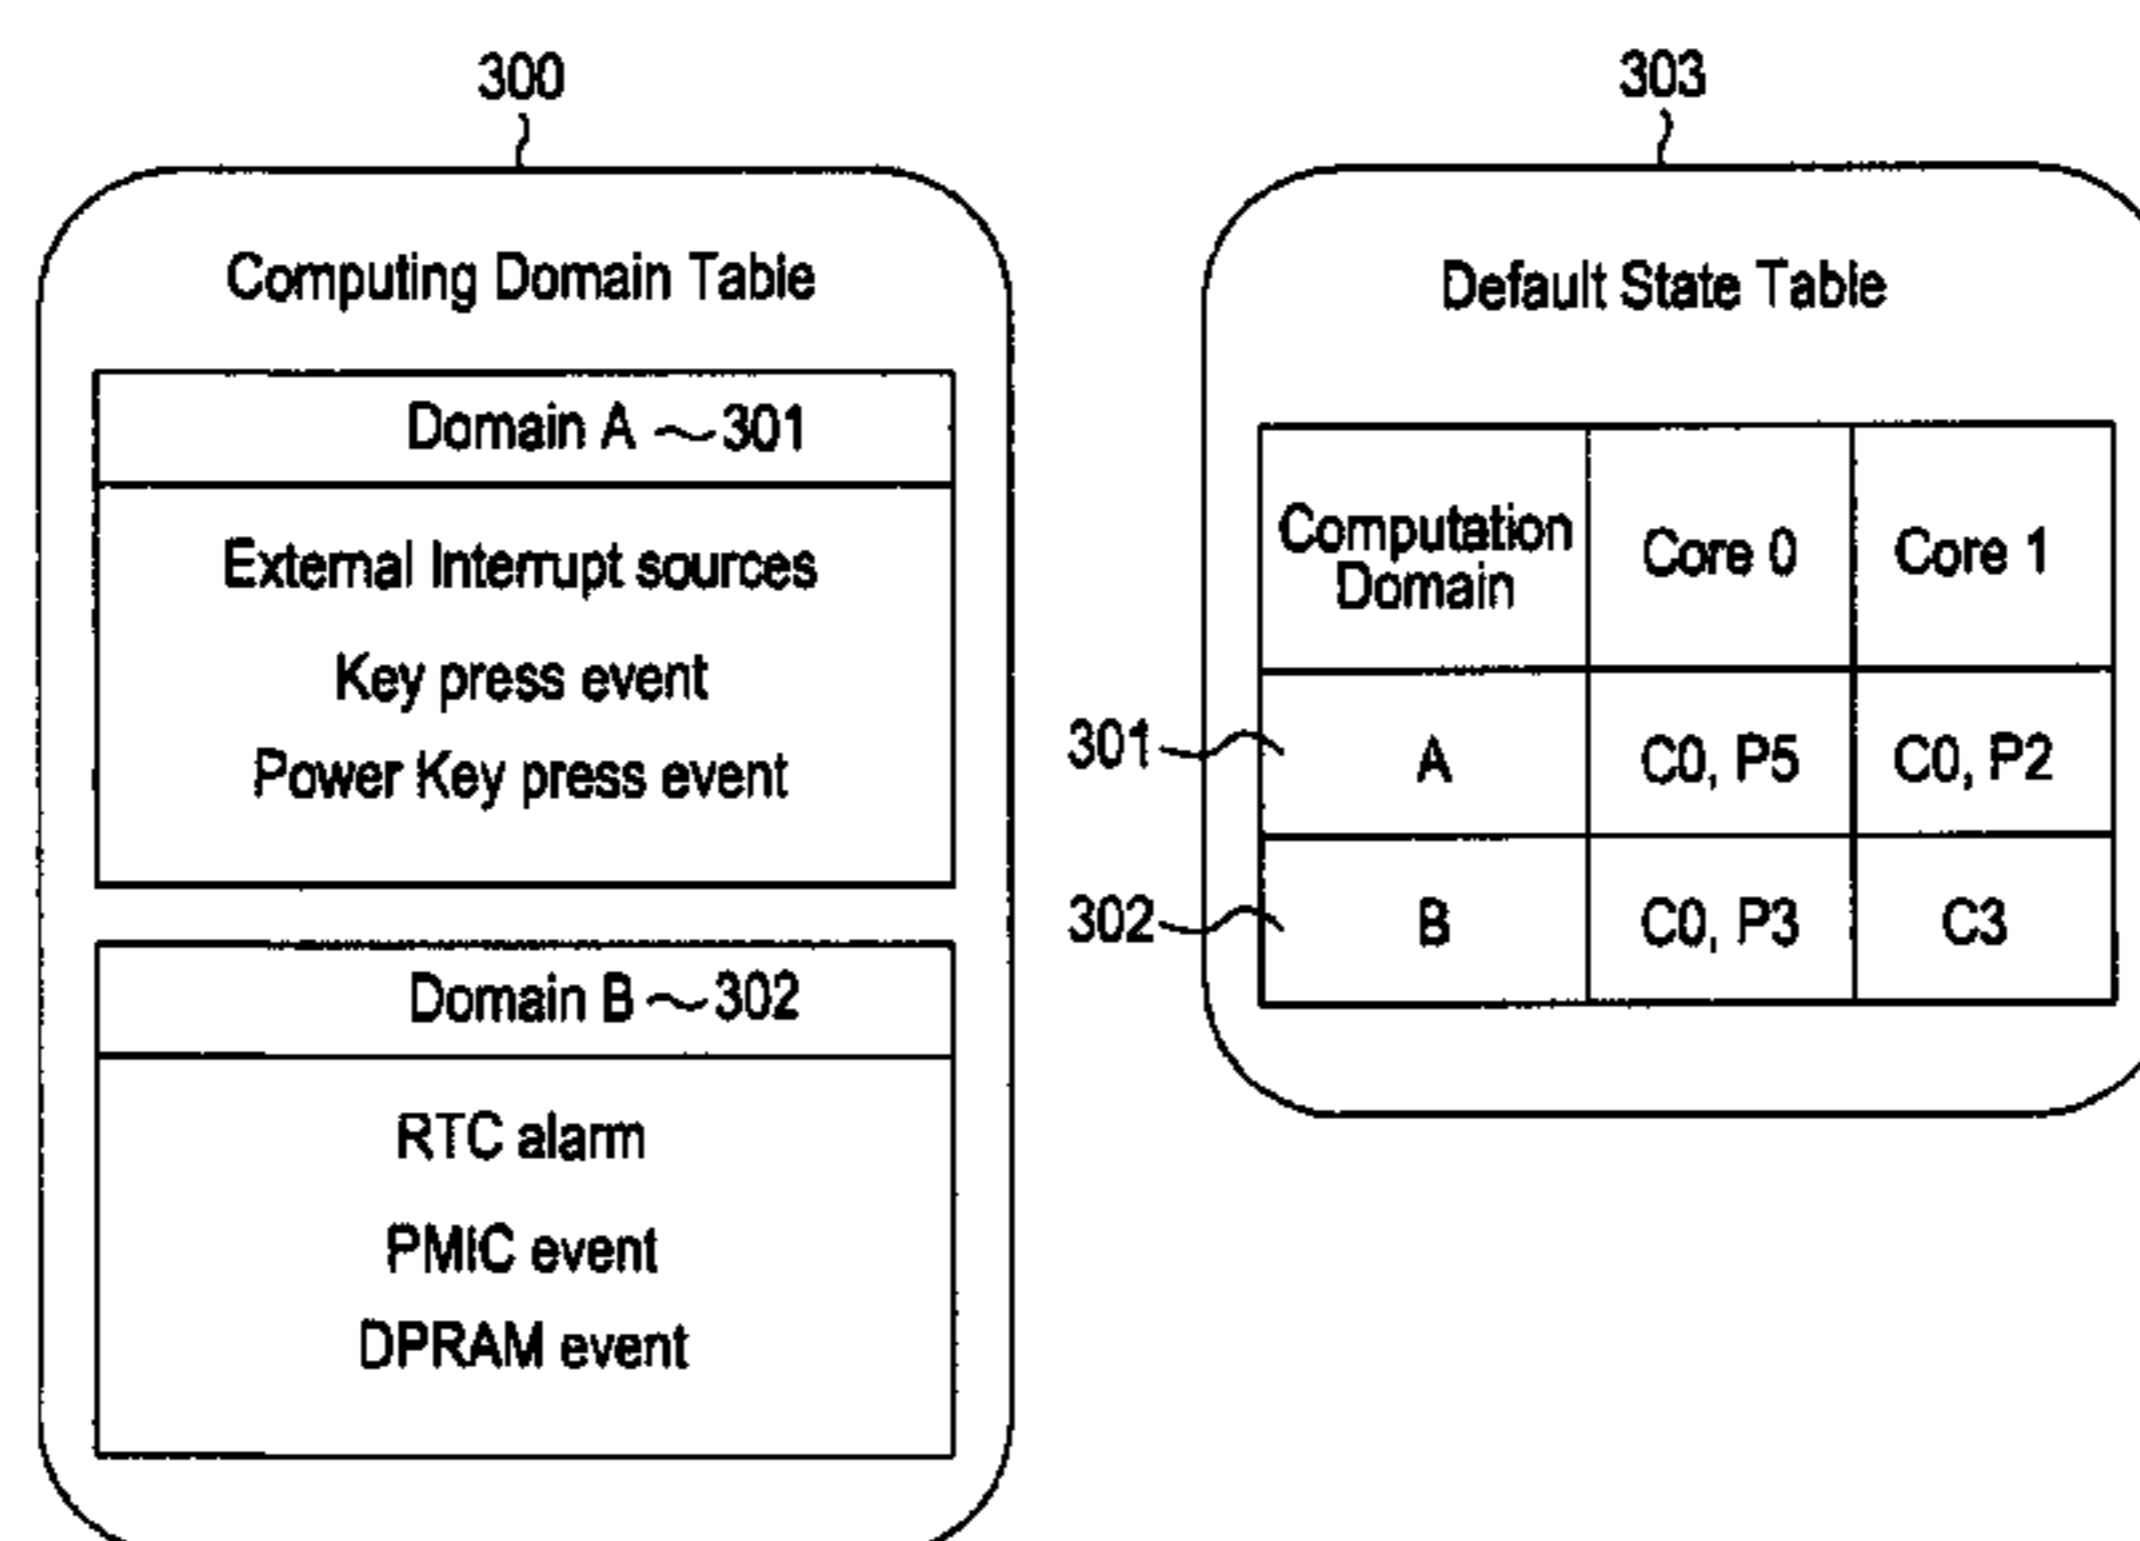 300
Computing Domain Table
Domain A 301
External Interrupt sources
Key press event
Power Key press event
Domain B 302
RTC alarm
PMIC event
DPRAM event
303
Default State Table
Computation
Domain
Core 0
Core 1
301
A
C0, P5
C0, P2
302
B
C0, P3
C3